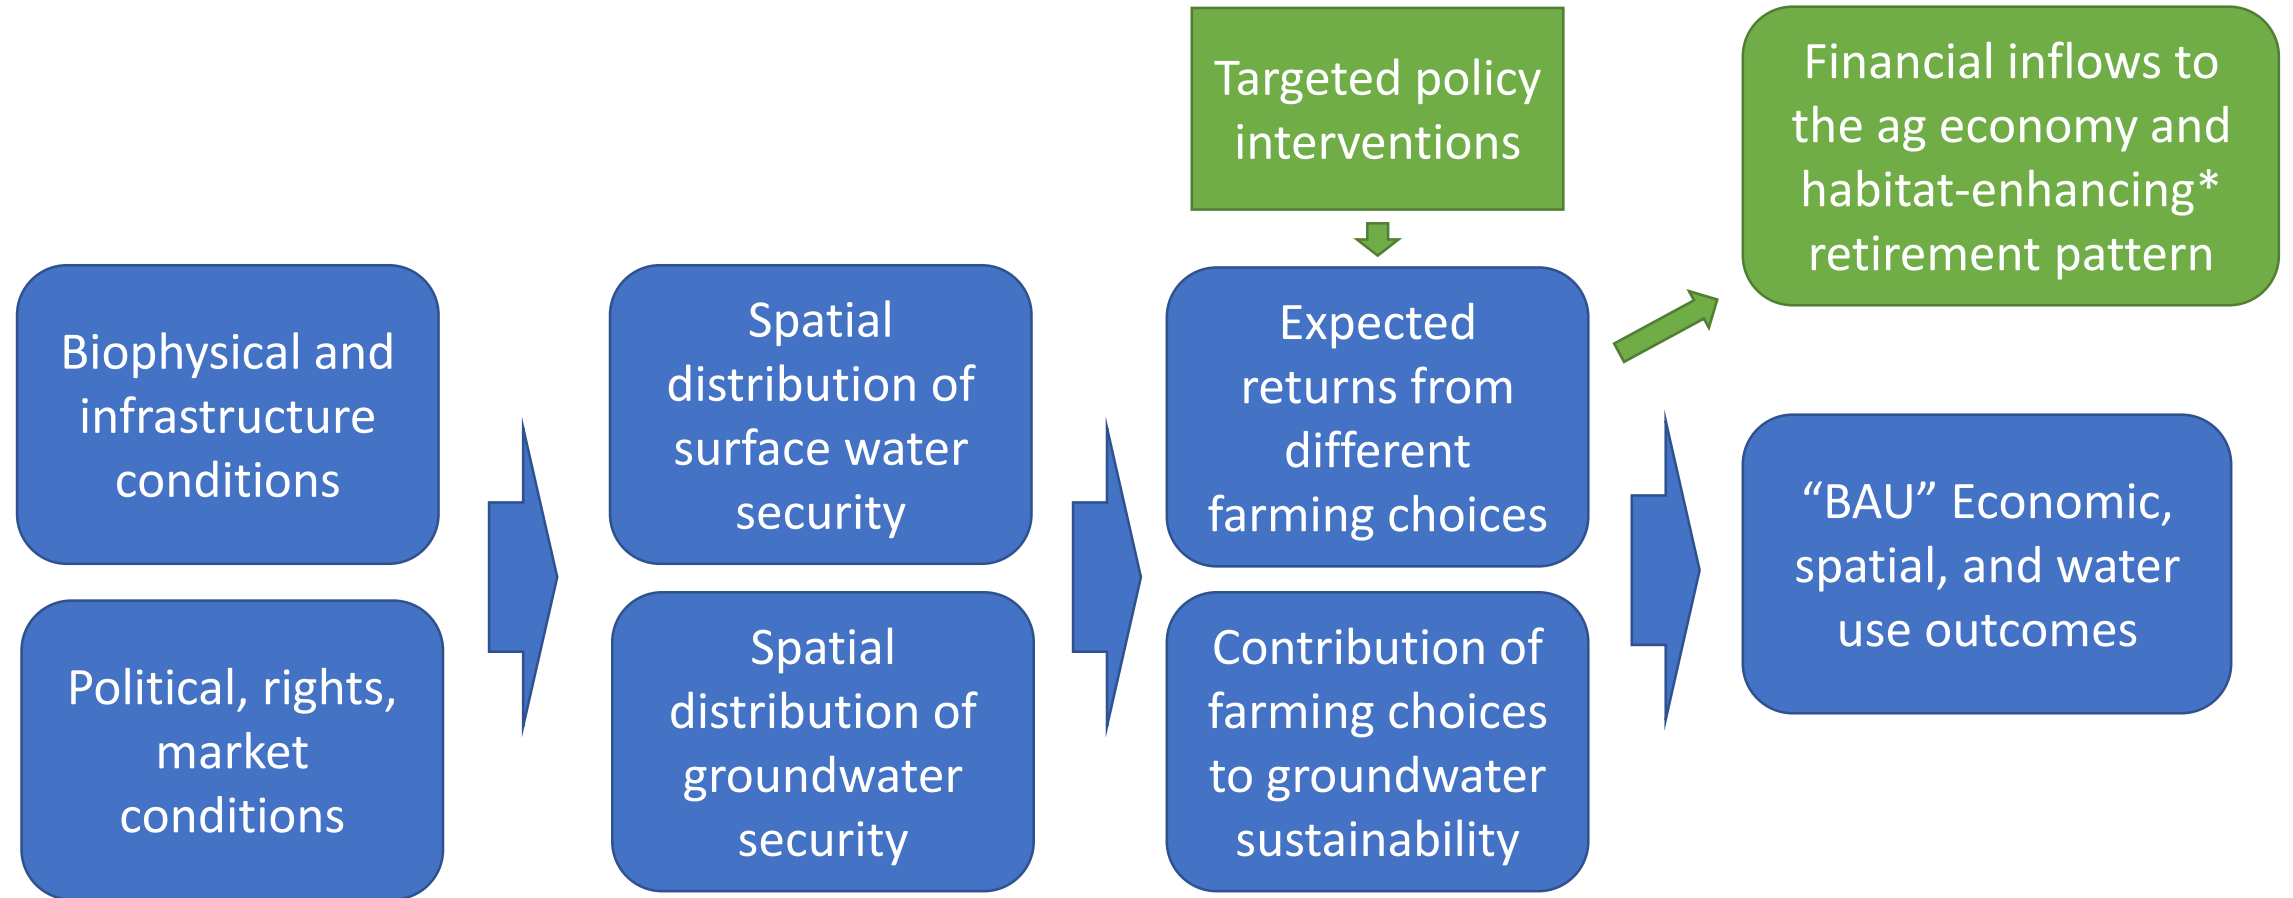 Biophysical and
infrastructure
conditions
Political, rights,
market
conditions
Spatial
distribution of
surface water
security
Spatial
distribution of
groundwater
security
Targeted policy
interventions
Expected
returns from
different
farming choices
Contribution of
farming choices
to groundwater
sustainability
Financial inflows to
the ag economy and
habitat-enhancing*
retirement pattern
“BAU” Economic,
spatial, and water
use outcomes